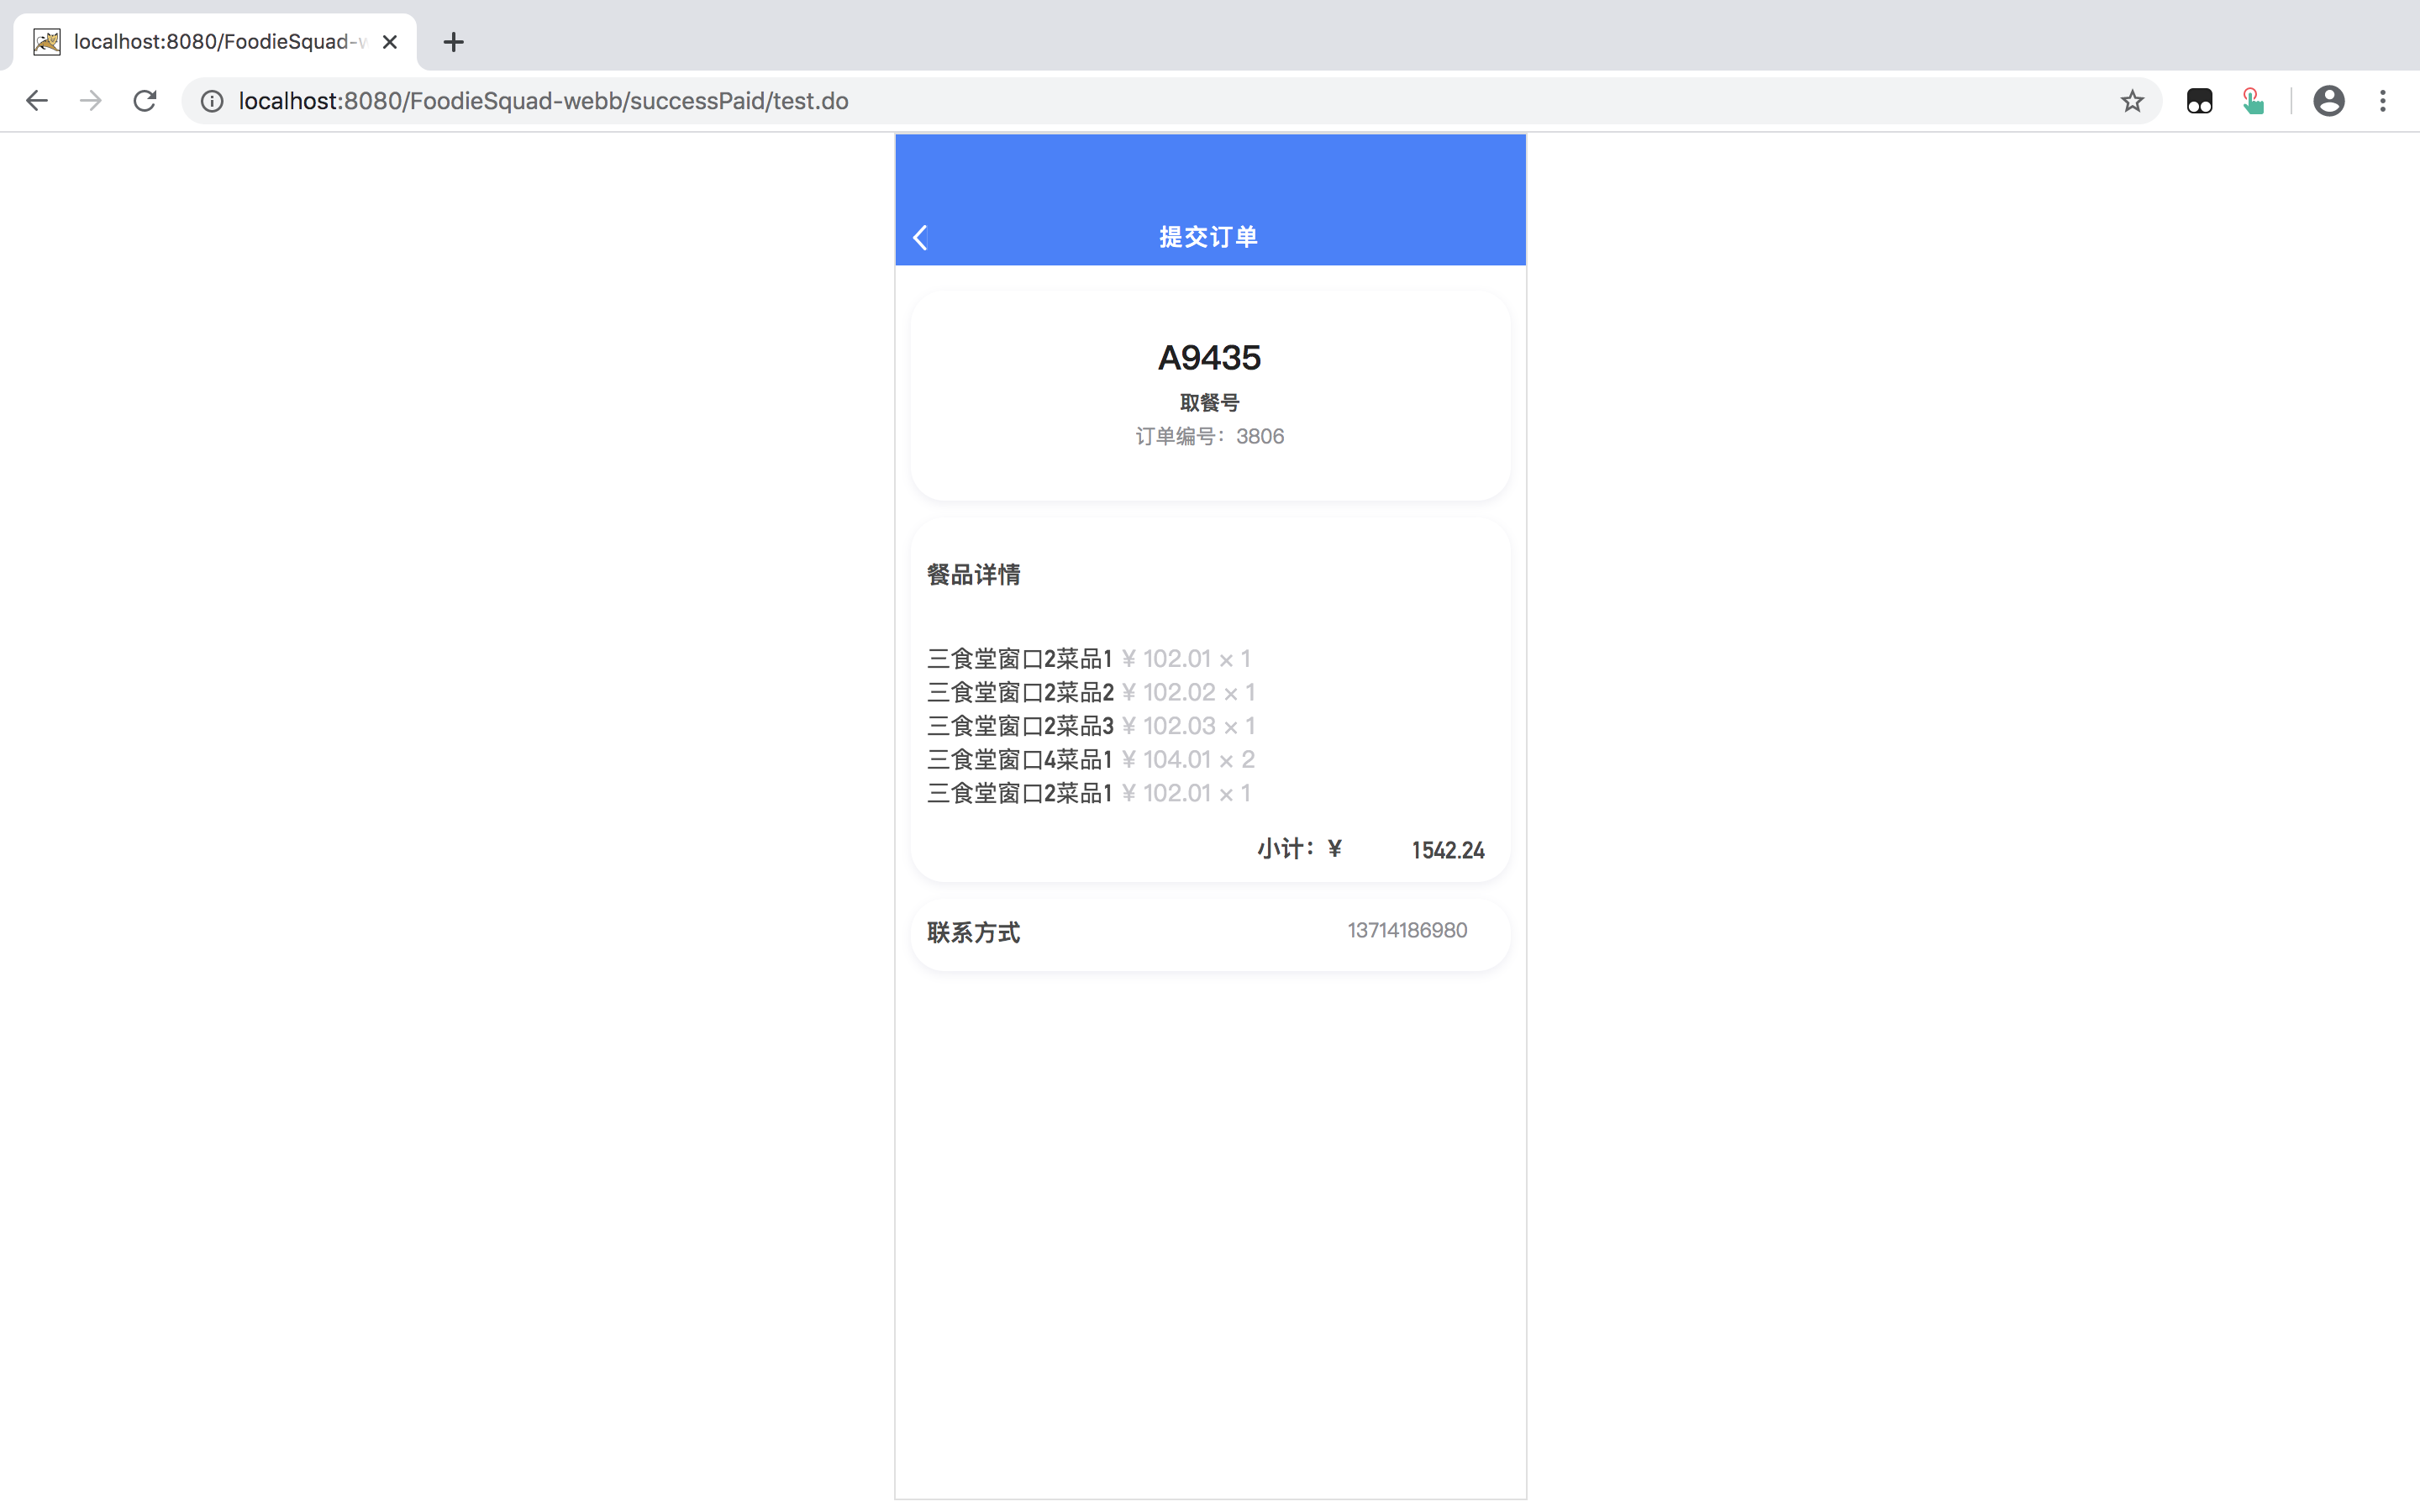 localhost:8080/FoodieSquad-w
localhost:8080/FoodieSquad-webb/successPaid/test.do
提交订单
A9435
取餐号
订单编号：3806
餐品详情
三食堂窗口2菜品1 ¥ 102.01 × 1
三食堂窗口2菜品2 ¥ 102.02 × 1
三食堂窗口2菜品3 ¥ 102.03 × 1
三食堂窗口4菜品1 ¥ 104.01 × 2
三食堂窗口2菜品1 ¥ 102.01 × 1
小计：¥ 1542.24
联系方式 13714186980